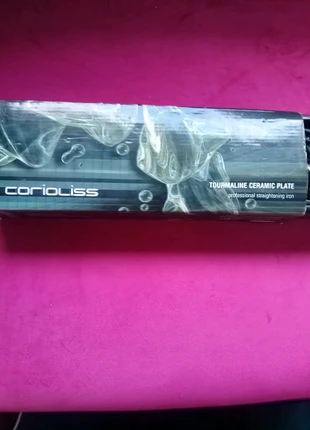 corioliss
TOURMALINE CERAMIC PLATE
professional straightening iron